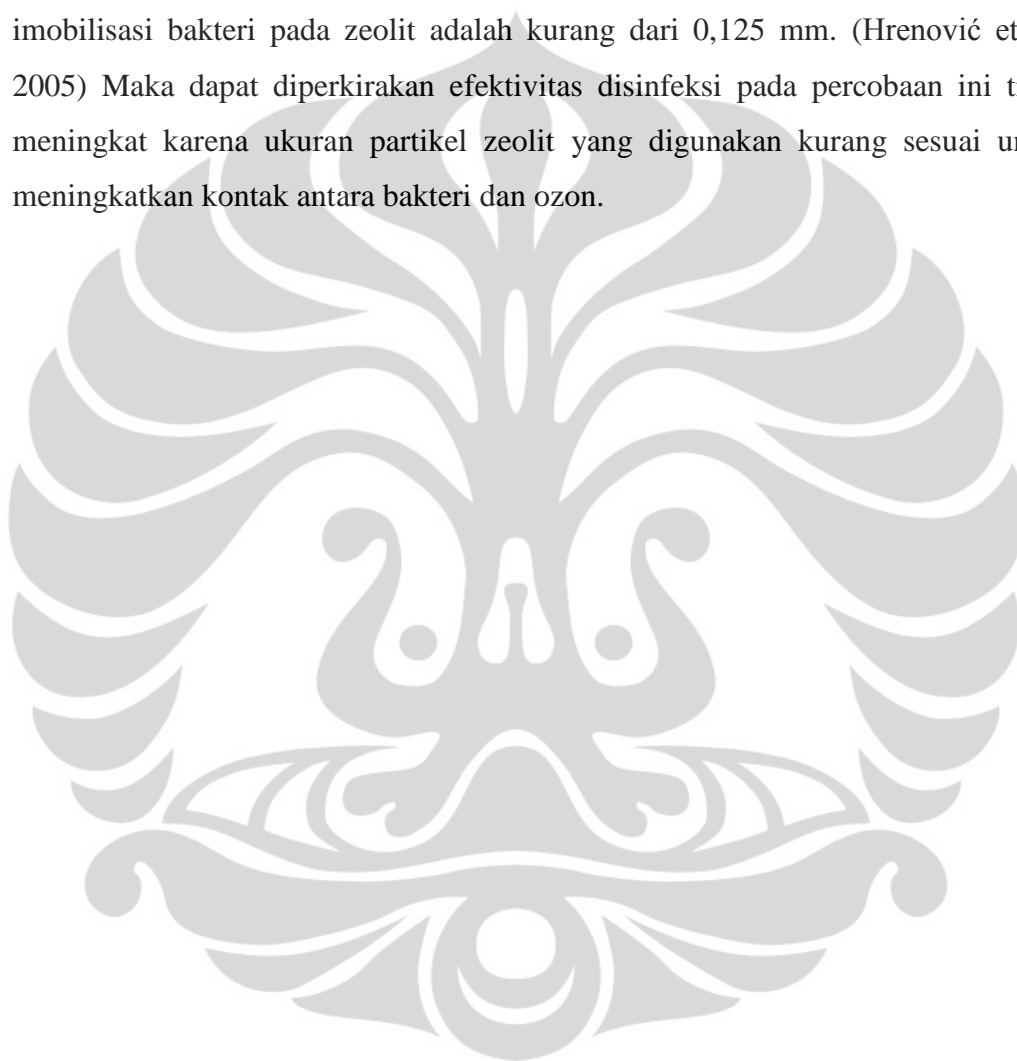 imobilisasi bakteri pada zeolit adalah kurang dari 0,125 mm. (Hrenović et
2005) Maka dapat diperkirakan efektivitas disinfeksi pada percobaan ini
meningkat karena ukuran partikel zeolit yang digunakan kurang sesuai
meningkatkan kontak antara bakteri dan ozon.